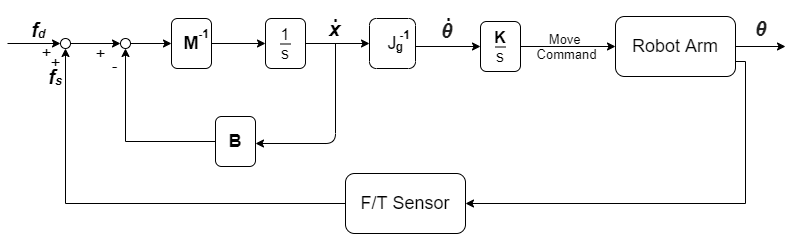 f_d
+
+
f_s
+
-
M⁻¹
1
s
ẋ
J_g⁻¹
θ̇
K
s
Move
Command
Robot Arm
θ
B
F/T Sensor